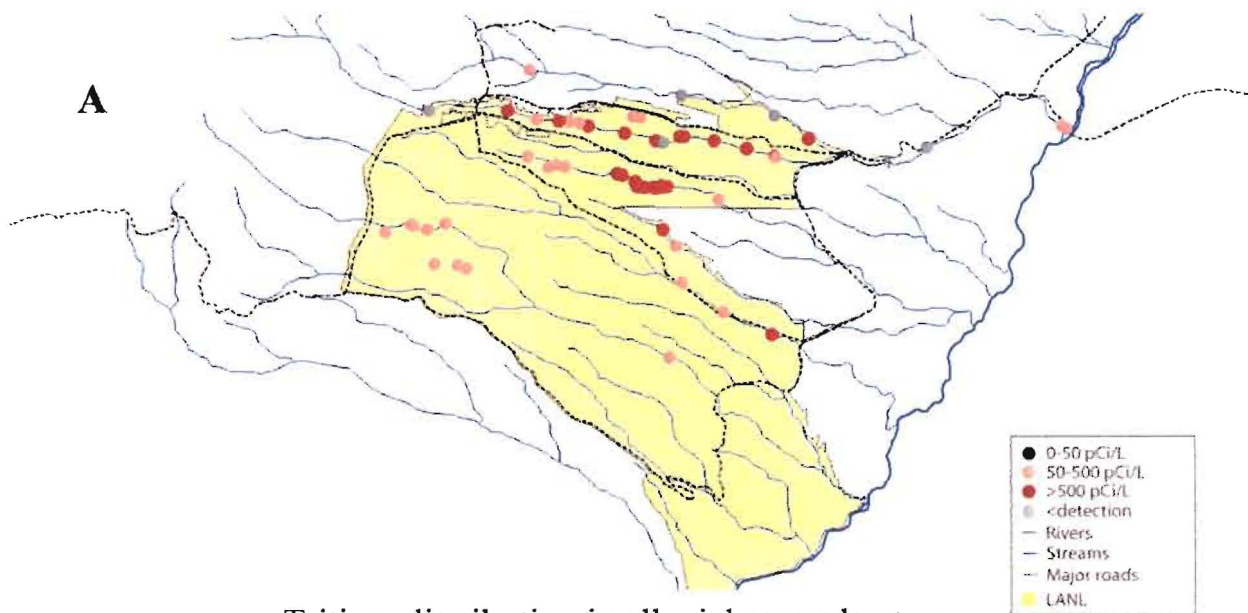 A
0-50 pCi/L
50-500 pCi/L
>500 pCi/L
<detection
Rivers
Streams
Major roads
LANL